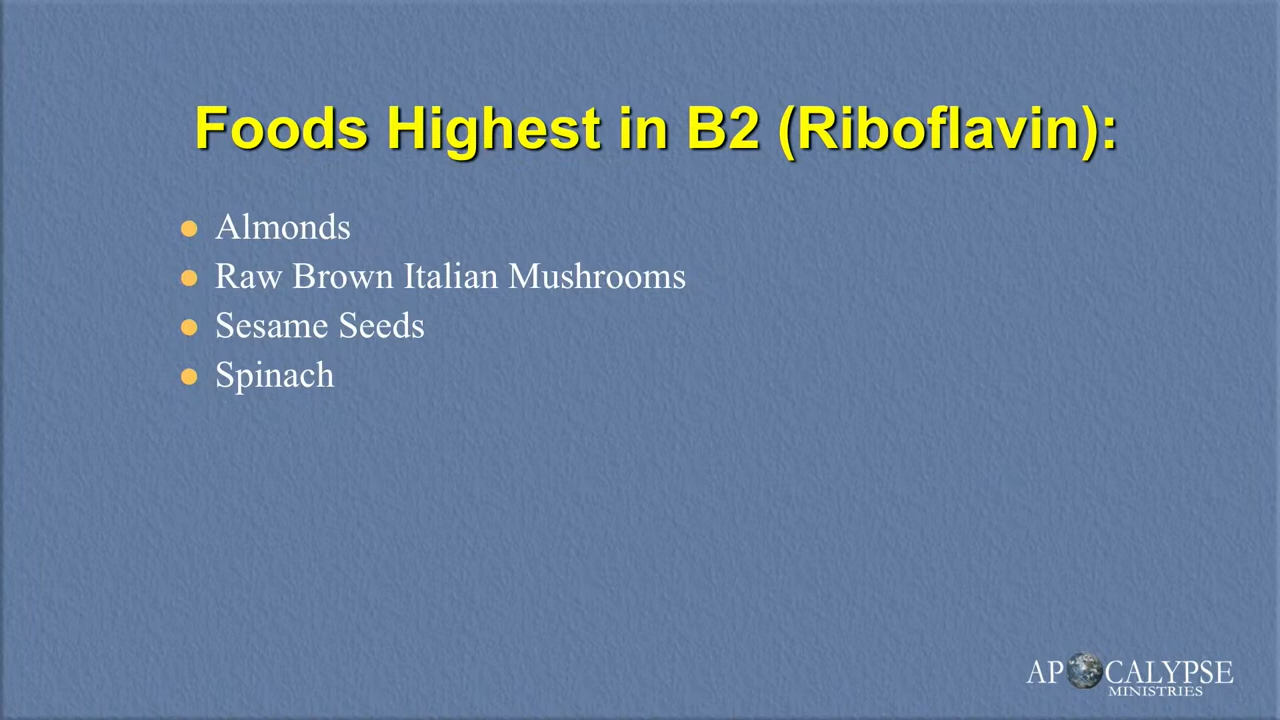 Foods Highest in B2 (Riboflavin):
Almonds
Raw Brown Italian Mushrooms
Sesame Seeds
Spinach
APOCALYPSE
MINISTRIES